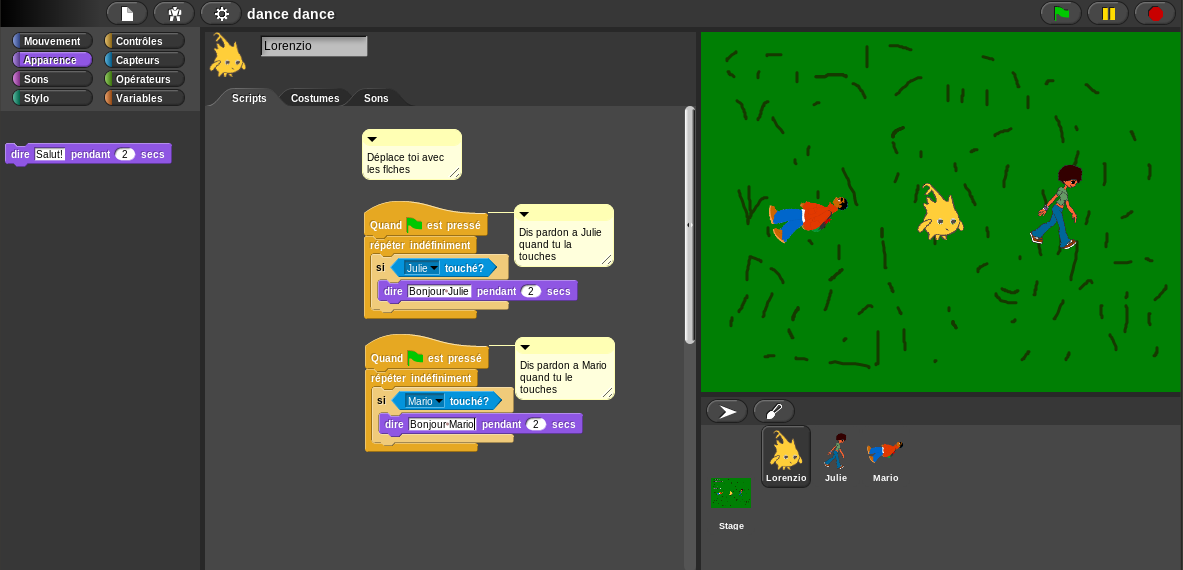 dance dance
Mouvement
Contrôles
Apparence
Capteurs
Sons
Opérateurs
Stylo
Variables
dire Salut! pendant 2 secs
Lorenzio
Scripts
Costumes
Sons
Déplace toi avec
les flches
Quand est pressé
répéter indéfiniment
si Julie touché?
dire Bonjour Julie pendant 2 secs
Dis pardon a Julie
quand tu la
touches
Quand est pressé
répéter indéfiniment
si Mario touché?
dire Bonjour Mario pendant 2 secs
Dis pardon a Mario
quand tu le
touches
Lorenzio
Julie
Mario
Stage